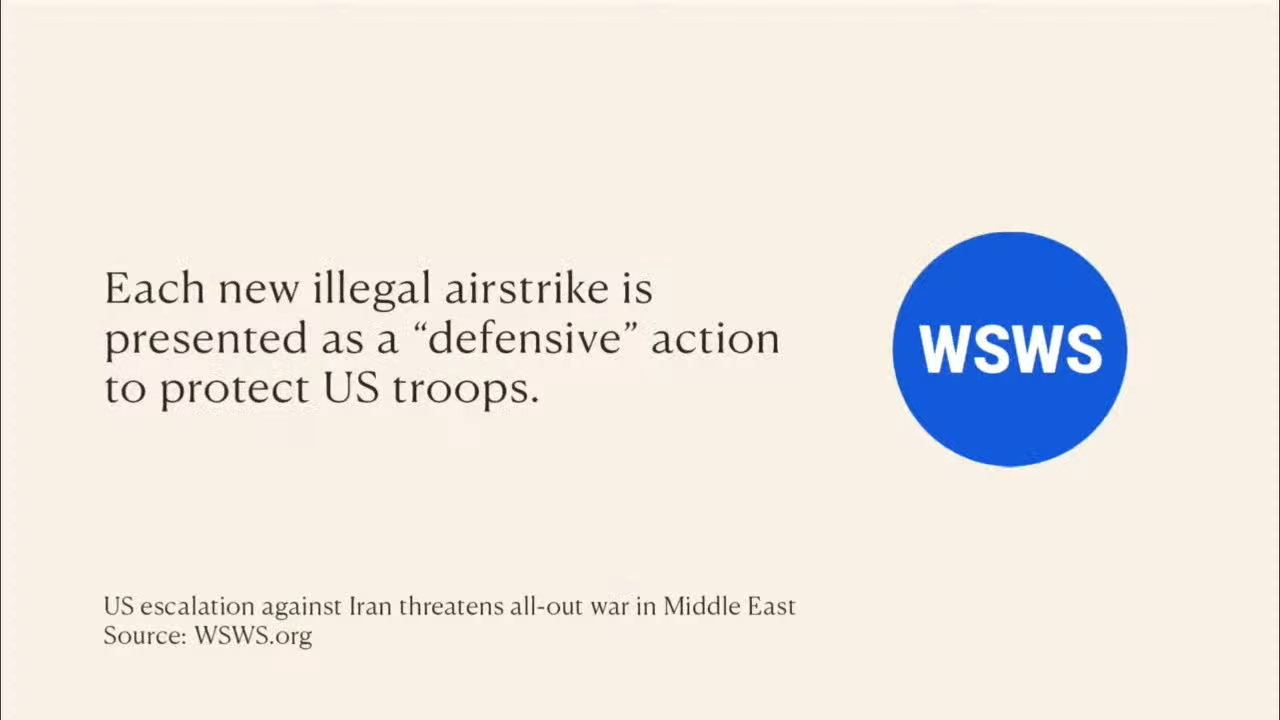 Each new illegal airstrike is
presented as a “defensive” action
to protect US troops.
WSWS
US escalation against Iran threatens all-out war in Middle East
Source: WSWS.org